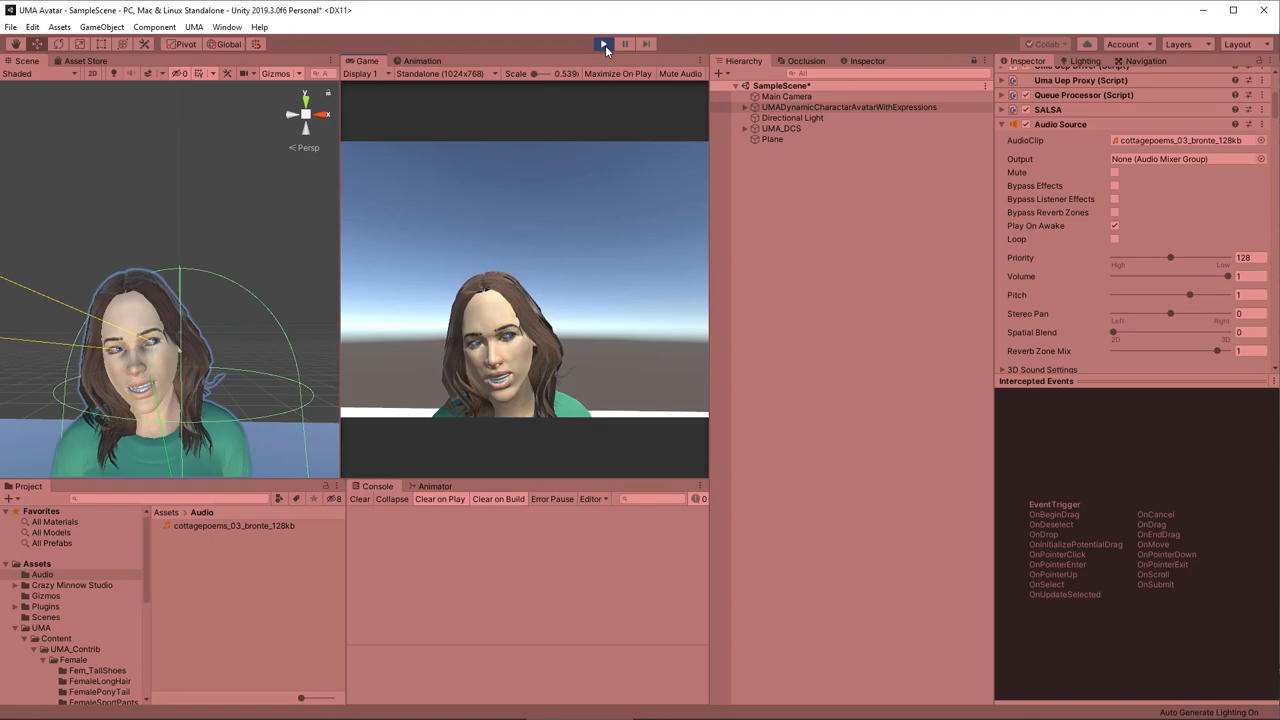 UMA Avatar - SampleScene - PC, Mac & Linux Standalone - Unity 2019.3.0f6 Personal* <DX11>
File Edit Assets GameObject Component UMA Window Help
Pivot Global Collab Account Layers Layout
Scene Asset Store
Shaded 2D 0 Gizmos A
y
x
Persp
Game Animation
Display 1 Standalone (1024x768) Scale 0.539 Maximize On Play Mute Audio
Hierarchy Occlusion Inspector
All
SampleScene*
Main Camera
UMADynamicCharactarAvatarWithExpressions
Directional Light
UMA_DCS
Plane
Inspector Lighting Navigation
Uma Uep Proxy (Script)
Queue Processor (Script)
SALSA
Audio Source
AudioClip cottagepoems_03_bronte_128kb
Output None (Audio Mixer Group)
Mute
Bypass Effects
Bypass Listener Effects
Bypass Reverb Zones
Play On Awake
Loop
Priority 128
High Low
Volume 1
Pitch 1
Stereo Pan 0
Left Right
Spatial Blend 0
2D 3D
Reverb Zone Mix 1
3D Sound Settings
Intercepted Events
EventTrigger
OnBeginDrag OnCancel
OnDeselect OnDrag
OnDrop OnEndDrag
OnInitializePotentialDrag OnMove
OnPointerClick OnPointerDown
OnPointerEnter OnPointerExit
OnPointerUp OnScroll
OnSelect OnSubmit
OnUpdateSelected
Project
8
Favorites
All Materials
All Models
All Prefabs
Assets
Audio
Crazy Minnow Studio
Gizmos
Plugins
Scenes
UMA
Content
UMA_Contrib
Female
Fem_TallShoes
FemaleLongHair
FemalePonyTail
FemaleSportPants
Assets Audio
cottagepoems_03_bronte_128kb
Console Animator
Clear Collapse Clear on Play Clear on Build Error Pause Editor 0
Auto Generate Lighting On